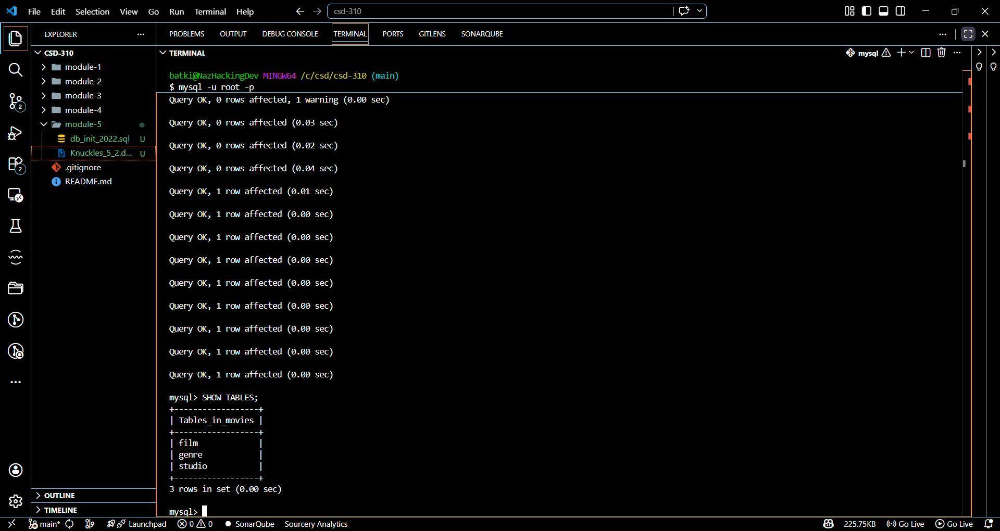 File Edit Selection View Go Run Terminal Help
csd-310
EXPLORER
CSD-310
module-1
module-2
module-3
module-4
module-5
db_init_2022.sql U
Knuckles_5_2.d... U
.gitignore
README.md
OUTLINE
TIMELINE
2
2
PROBLEMS OUTPUT DEBUG CONSOLE TERMINAL PORTS GITLENS SONARQUBE
TERMINAL
mysql
batki@NazHackingDev MINGW64 /c/csd/csd-310 (main)
$ mysql -u root -p
Query OK, 0 rows affected, 1 warning (0.00 sec)
Query OK, 0 rows affected (0.03 sec)
Query OK, 0 rows affected (0.02 sec)
Query OK, 0 rows affected (0.04 sec)
Query OK, 1 row affected (0.01 sec)
Query OK, 1 row affected (0.00 sec)
Query OK, 1 row affected (0.00 sec)
Query OK, 1 row affected (0.00 sec)
Query OK, 1 row affected (0.00 sec)
Query OK, 1 row affected (0.00 sec)
Query OK, 1 row affected (0.00 sec)
Query OK, 1 row affected (0.00 sec)
Query OK, 1 row affected (0.00 sec)
mysql> SHOW TABLES;
+------------------+
| Tables_in_movies |
+------------------+
| film             |
| genre            |
| studio           |
+------------------+
3 rows in set (0.00 sec)
mysql>
main* Launchpad 0 0 SonarQube Sourcery Analytics 225.75KB Go Live Go Live